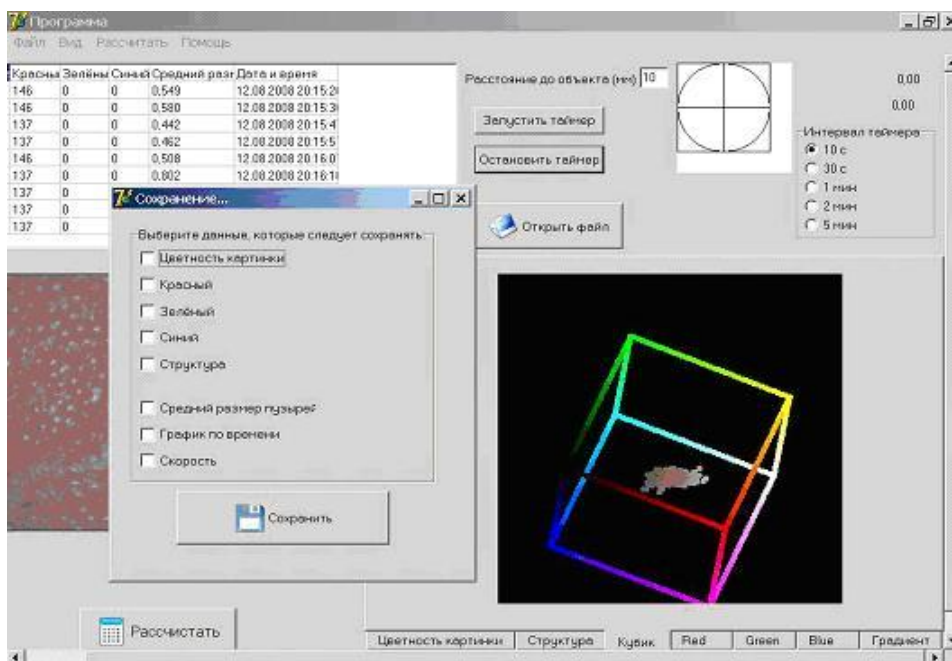 Программа
Файл Вид Рассчитать Помощь
Красны Зелёны Синий Средний разг Дата и время
146 0 0 0,549 12.08.2008 20:15:20
146 0 0 0,580 12.08.2008 20:15:30
137 0 0 0,442 12.08.2008 20:15:4
137 0 0 0,462 12.08.2008 20:15:5
146 0 0 0,508 12.08.2008 20:16:0
137 0 0 0,802 12.08.2008 20:16:10
137 0
137 0
137 0
Расстояние до объекта (мм) 10
Запустить таймер
Остановить таймер
Открыть файл
0,00
0,00
Интервал таймера
10 с
30 с
1 мин
2 мин
5 мин
Сохранение...
Выберите данные, которые следует сохранять:
Цветность картинки
Красный
Зелёный
Синий
Структура
Средний размер пузырей
График по времени
Скорость
Сохранить
Рассчистать
Цветность картинки Структура Кубик Red Green Blue Градиент